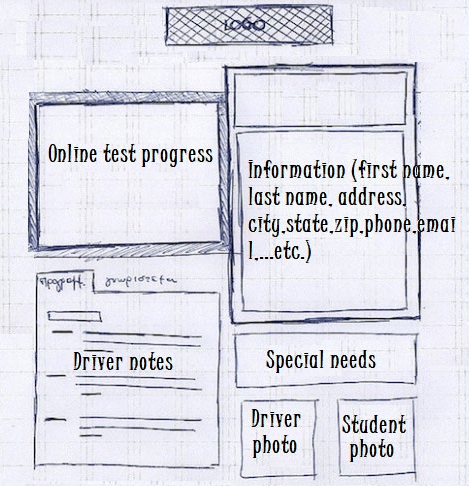 LOGO
Online test progress
Information (first name,
last name, address,
city,state,zip,phone,emai
l,...etc.)
Driver notes
Special needs
Driver
photo
Student
photo